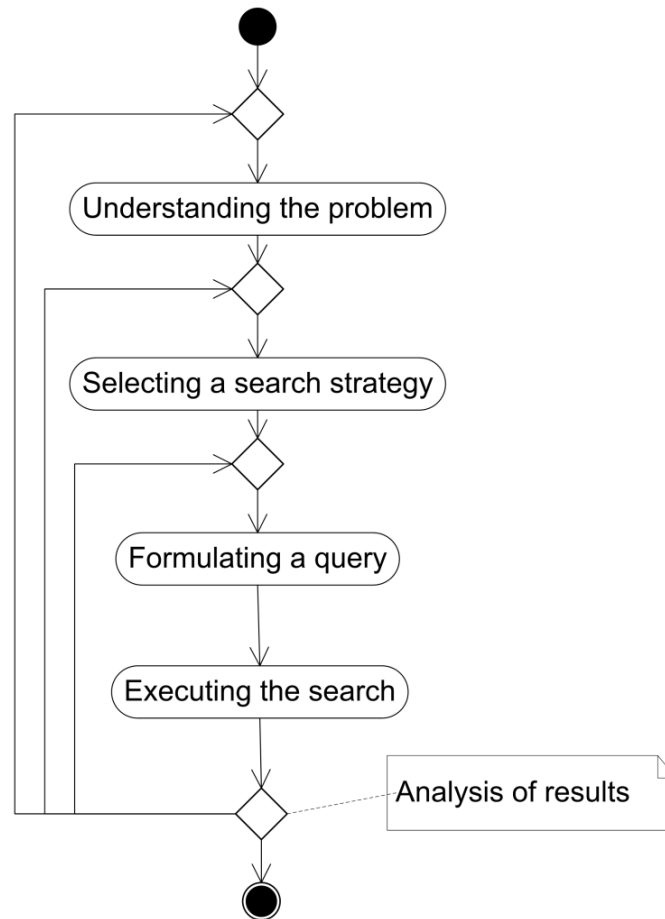 Understanding the problem
Selecting a search strategy
Formulating a query
Executing the search
Analysis of results